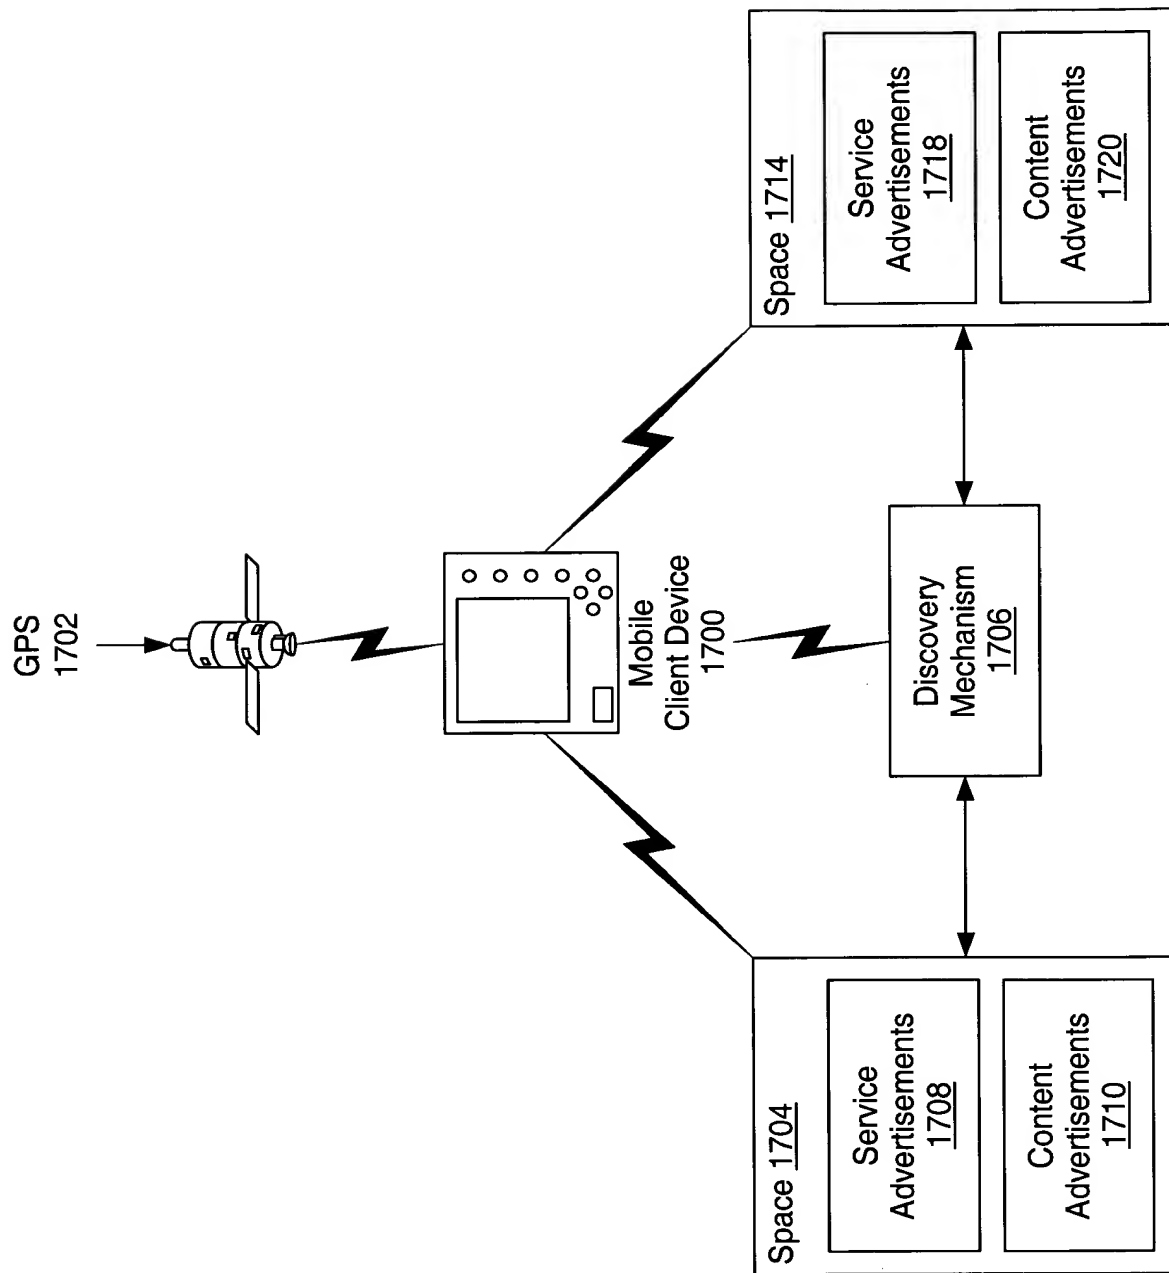 GPS
1702
Mobile
Client Device
1700
Space 1704
Service
Advertisements
1708
Content
Advertisements
1710
Discovery
Mechanism
1706
Space 1714
Service
Advertisements
1718
Content
Advertisements
1720